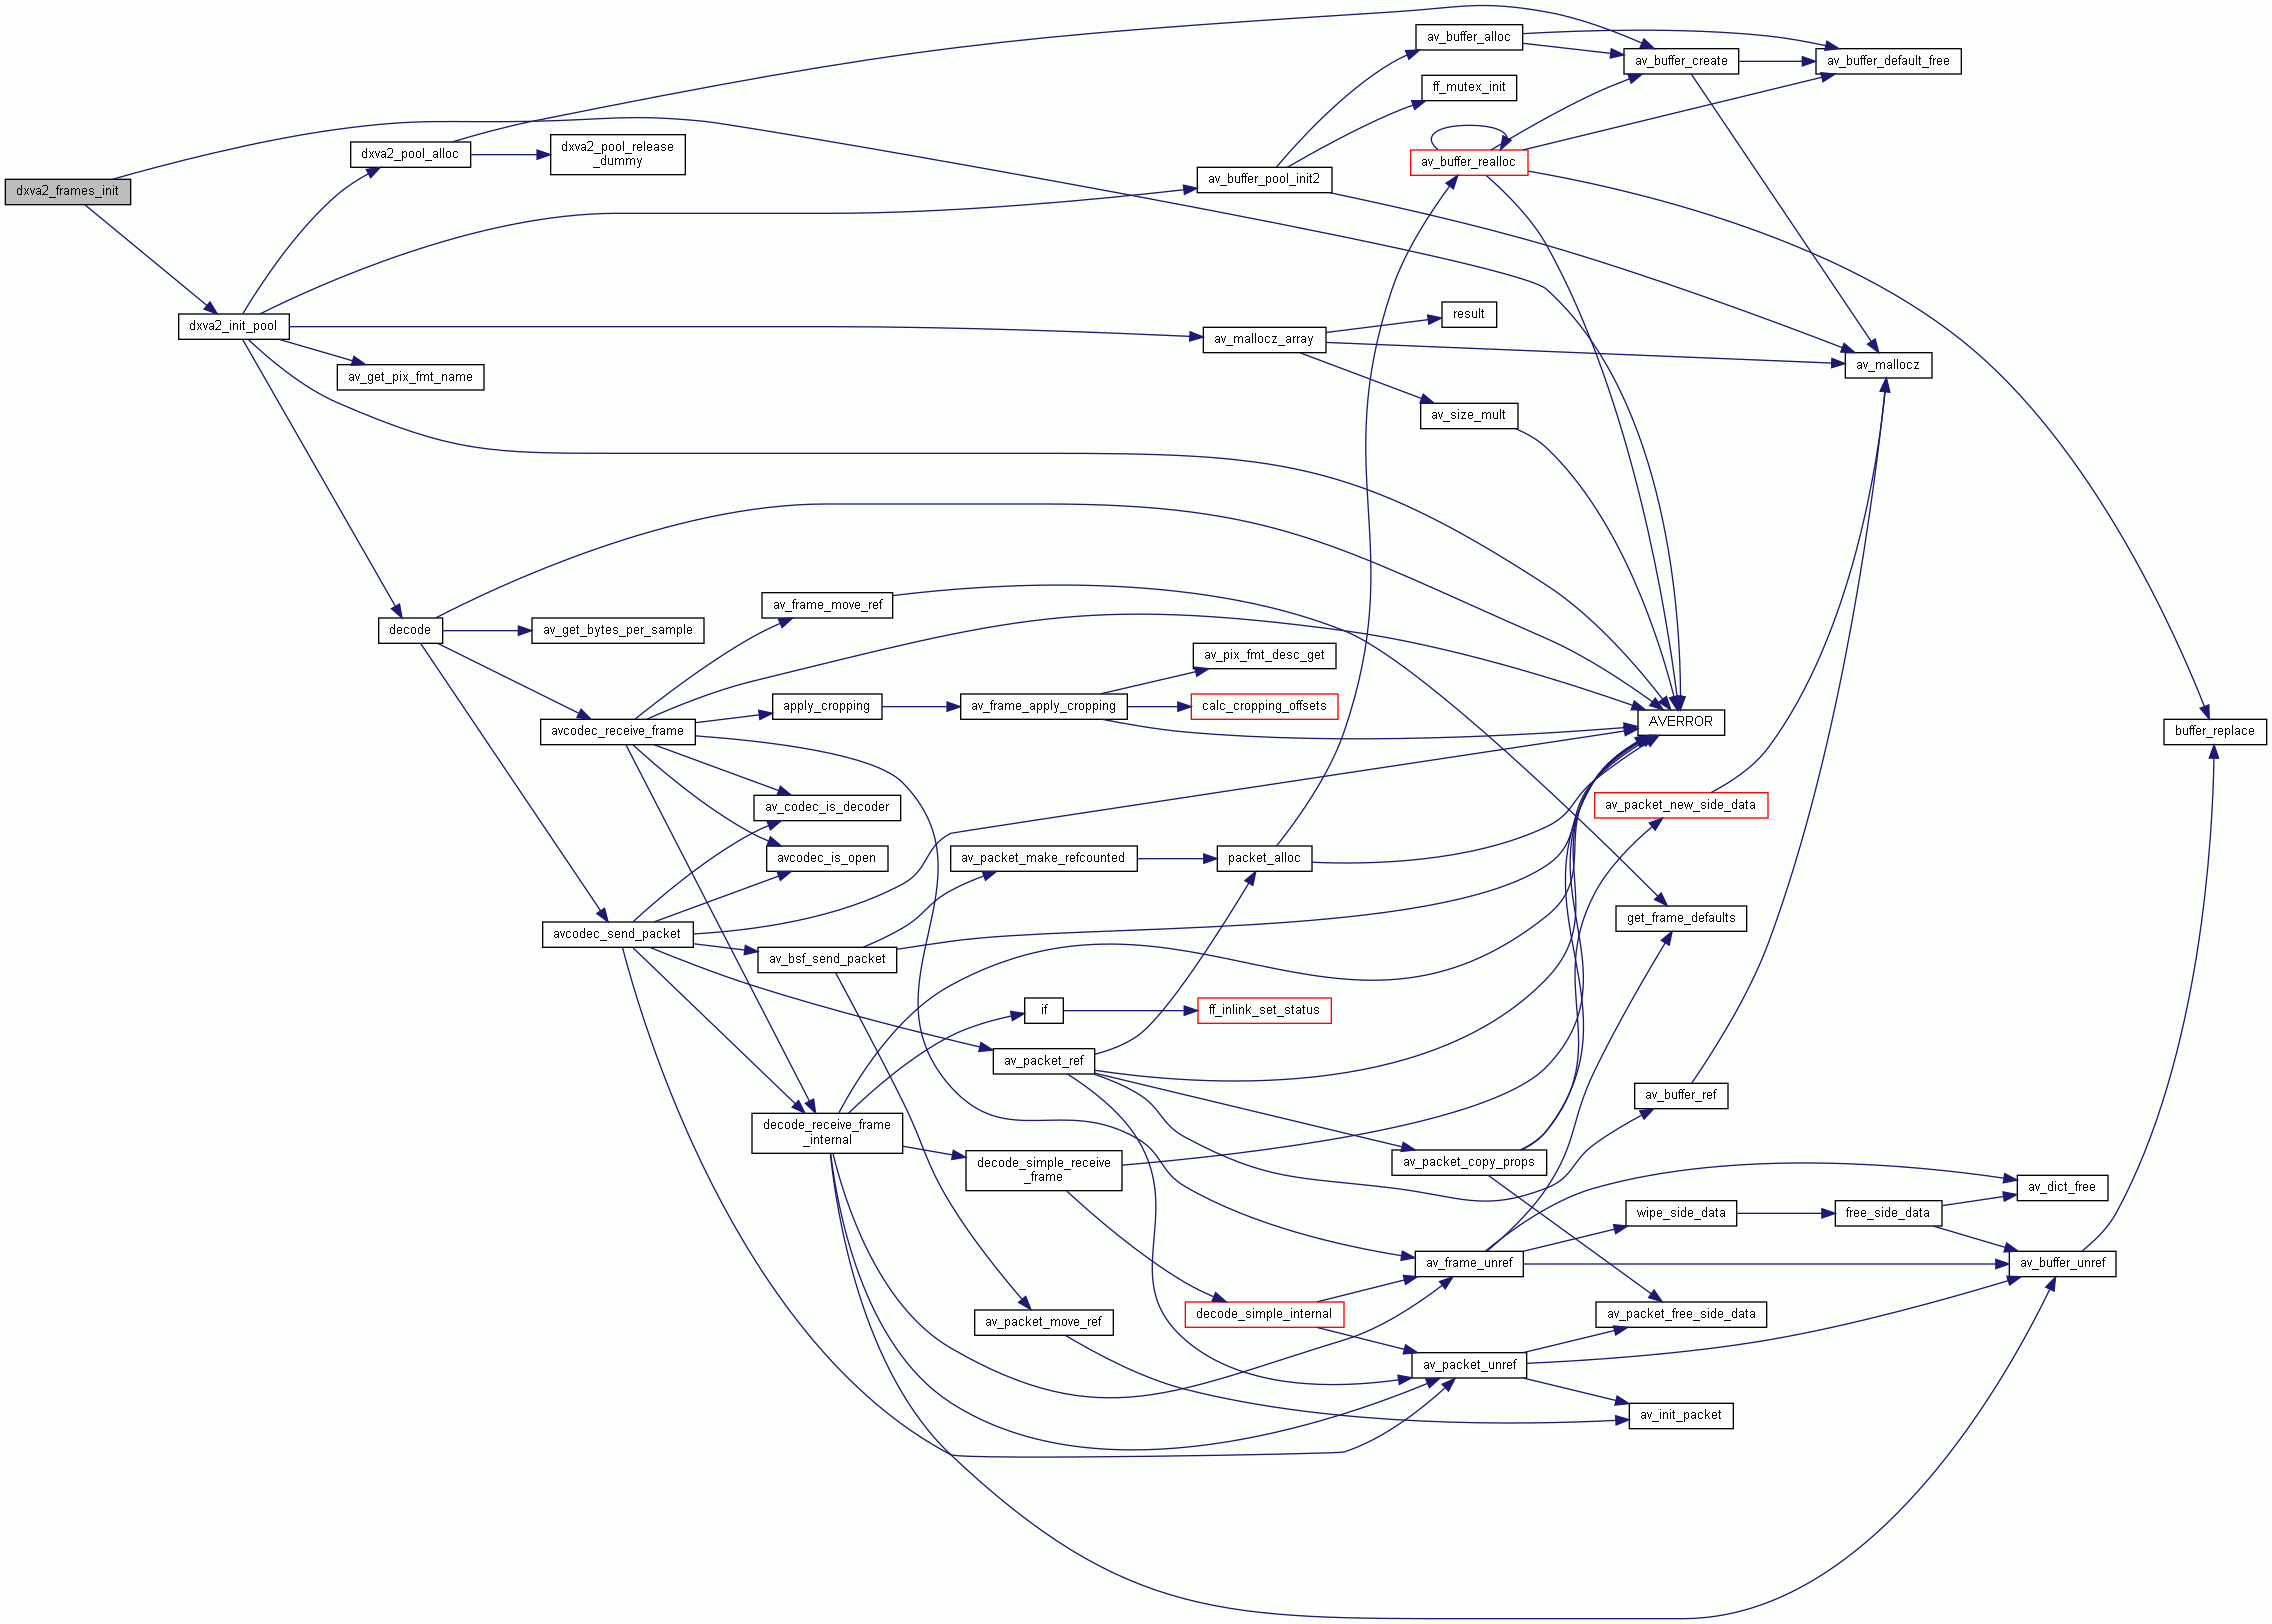 dxva2_frames_init
dxva2_pool_alloc
dxva2_pool_release
_dummy
dxva2_init_pool
av_get_pix_fmt_name
decode
av_get_bytes_per_sample
avcodec_receive_frame
avcodec_send_packet
av_frame_move_ref
apply_cropping
av_codec_is_decoder
avcodec_is_open
av_bsf_send_packet
decode_receive_frame
_internal
av_frame_apply_cropping
av_packet_make_refcounted
if
av_packet_ref
decode_simple_receive
_frame
av_packet_move_ref
av_buffer_pool_init2
av_mallocz_array
av_pix_fmt_desc_get
calc_cropping_offsets
packet_alloc
ff_inlink_set_status
decode_simple_internal
av_buffer_alloc
ff_mutex_init
av_buffer_realloc
result
av_size_mult
av_packet_copy_props
av_frame_unref
av_packet_unref
av_buffer_create
AVERROR
av_packet_new_side_data
get_frame_defaults
av_buffer_ref
wipe_side_data
av_packet_free_side_data
av_init_packet
av_buffer_default_free
av_mallocz
free_side_data
av_dict_free
av_buffer_unref
buffer_replace